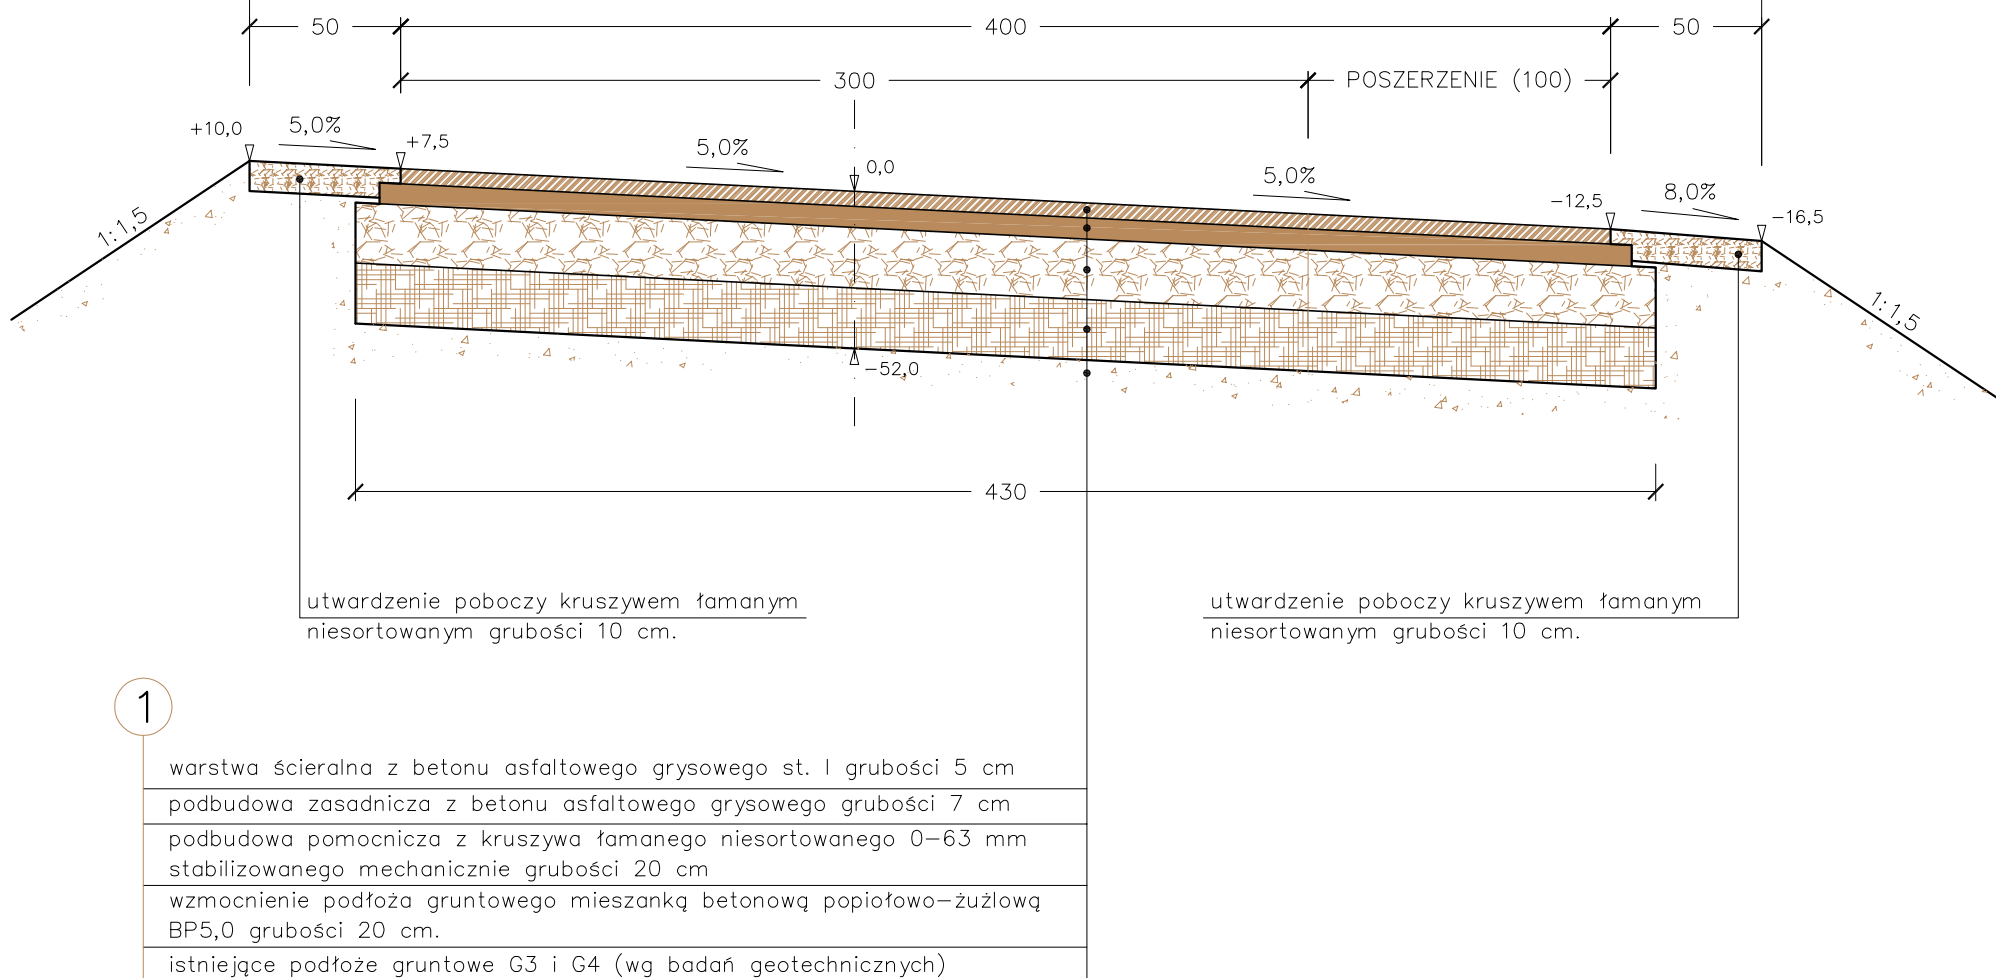 50 400 50
300 POSZERZENIE (100)
+10,0 5,0% +7,5 5,0% 0,0 5,0% -12,5 8,0% -16,5
1:1,5 1:1,5
-52,0
430
utwardzenie poboczy kruszywem łamanym
niesortowanym grubości 10 cm.
utwardzenie poboczy kruszywem łamanym
niesortowanym grubości 10 cm.
1
warstwa ścieralna z betonu asfaltowego grysowego st. I grubości 5 cm
podbudowa zasadnicza z betonu asfaltowego grysowego grubości 7 cm
podbudowa pomocnicza z kruszywa łamanego niesortowanego 0-63 mm
stabilizowanego mechanicznie grubości 20 cm
wzmocnienie podłoża gruntowego mieszanką betonową popiołowo-żużlową
BP5,0 grubości 20 cm.
istniejące podłoże gruntowe G3 i G4 (wg badań geotechnicznych)